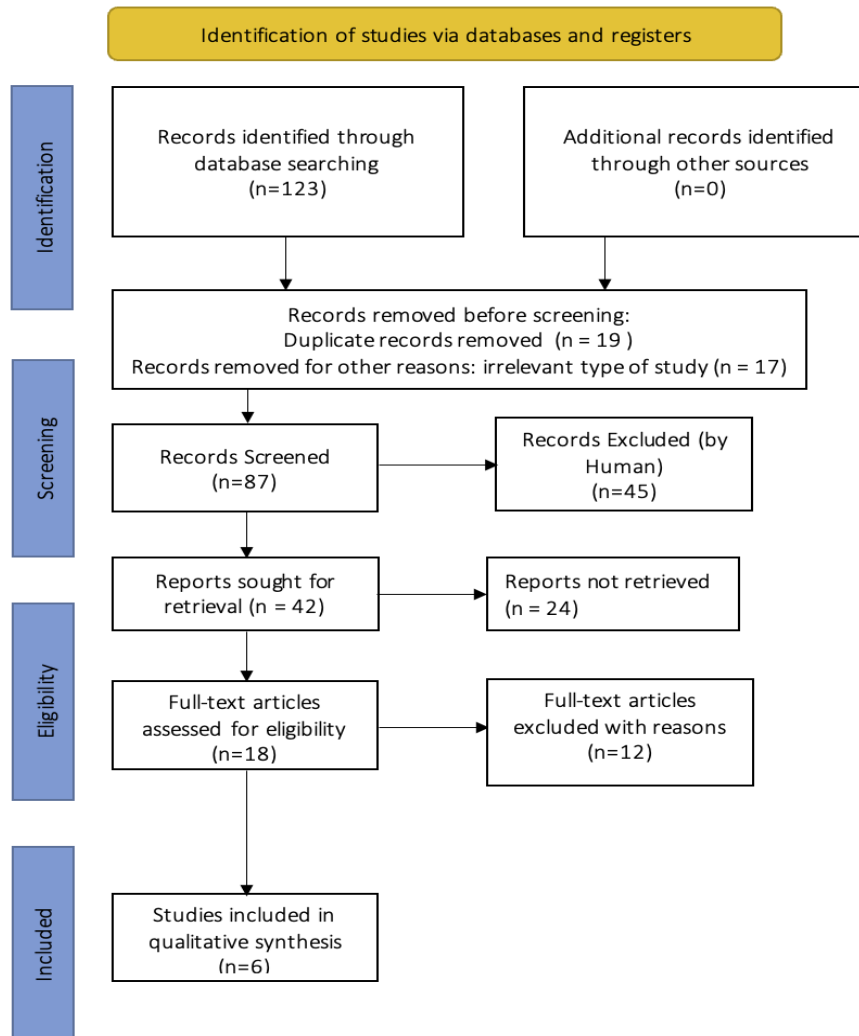 Identification of studies via databases and registers
Identification
Records identified through
database searching
(n=123)
Additional records identified
through other sources
(n=0)
Records removed before screening:
Duplicate records removed (n = 19 )
Records removed for other reasons: irrelevant type of study (n = 17)
Screening
Records Screened
(n=87)
Records Excluded (by
Human)
(n=45)
Reports sought for
retrieval (n = 42)
Reports not retrieved
(n = 24)
Eligibility
Full-text articles
assessed for eligibility
(n=18)
Full-text articles
excluded with reasons
(n=12)
Included
Studies included in
qualitative synthesis
(n=6)